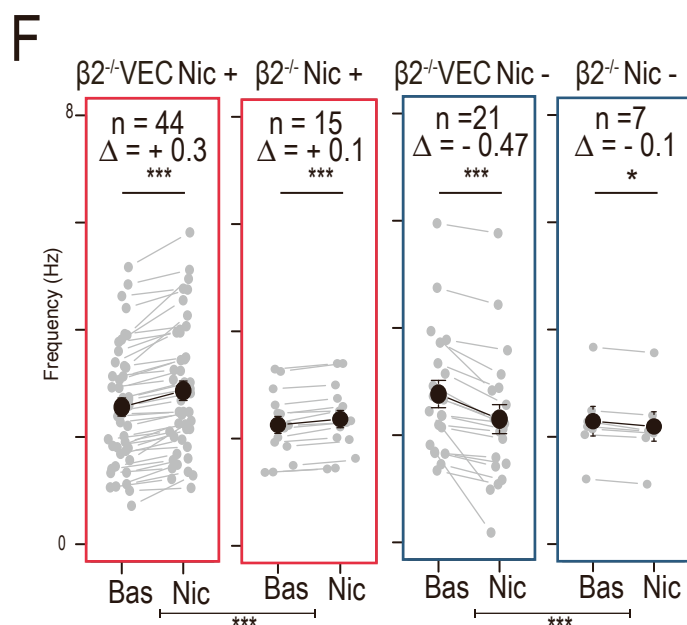 F
β2⁻/⁻VEC Nic + β2⁻/⁻ Nic + β2⁻/⁻VEC Nic - β2⁻/⁻ Nic -
8
n = 44 n = 15 n =21 n =7
Δ = + 0.3 Δ = + 0.1 Δ = - 0.47 Δ = - 0.1
*** *** *** *
Frequency (Hz)
0
Bas Nic Bas Nic Bas Nic Bas Nic
*** ***